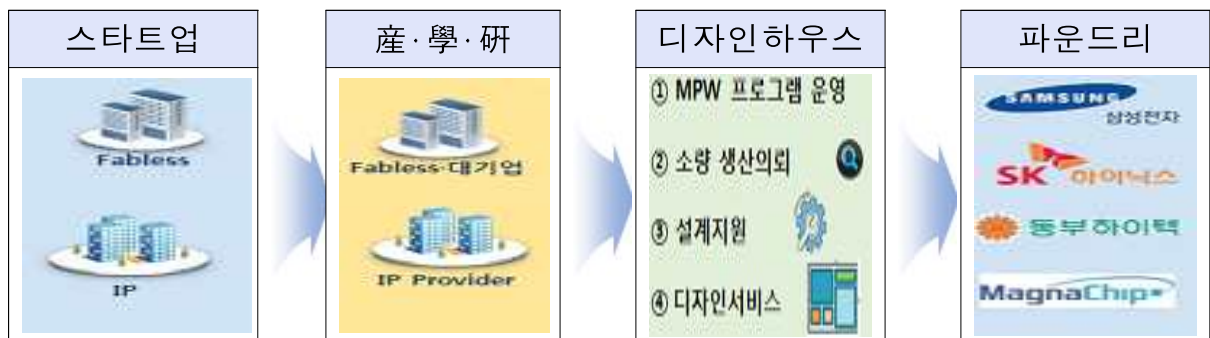 스타트업
Fabless
IP
産·學·硏
Fabless·대기업
IP Provider
디자인하우스
① MPW 프로그램 운영
② 소량 생산의뢰
③ 설계지원
④ 디자인서비스
파운드리
SAMSUNG
삼성전자
SK 하이닉스
동부하이텍
MagnaChip